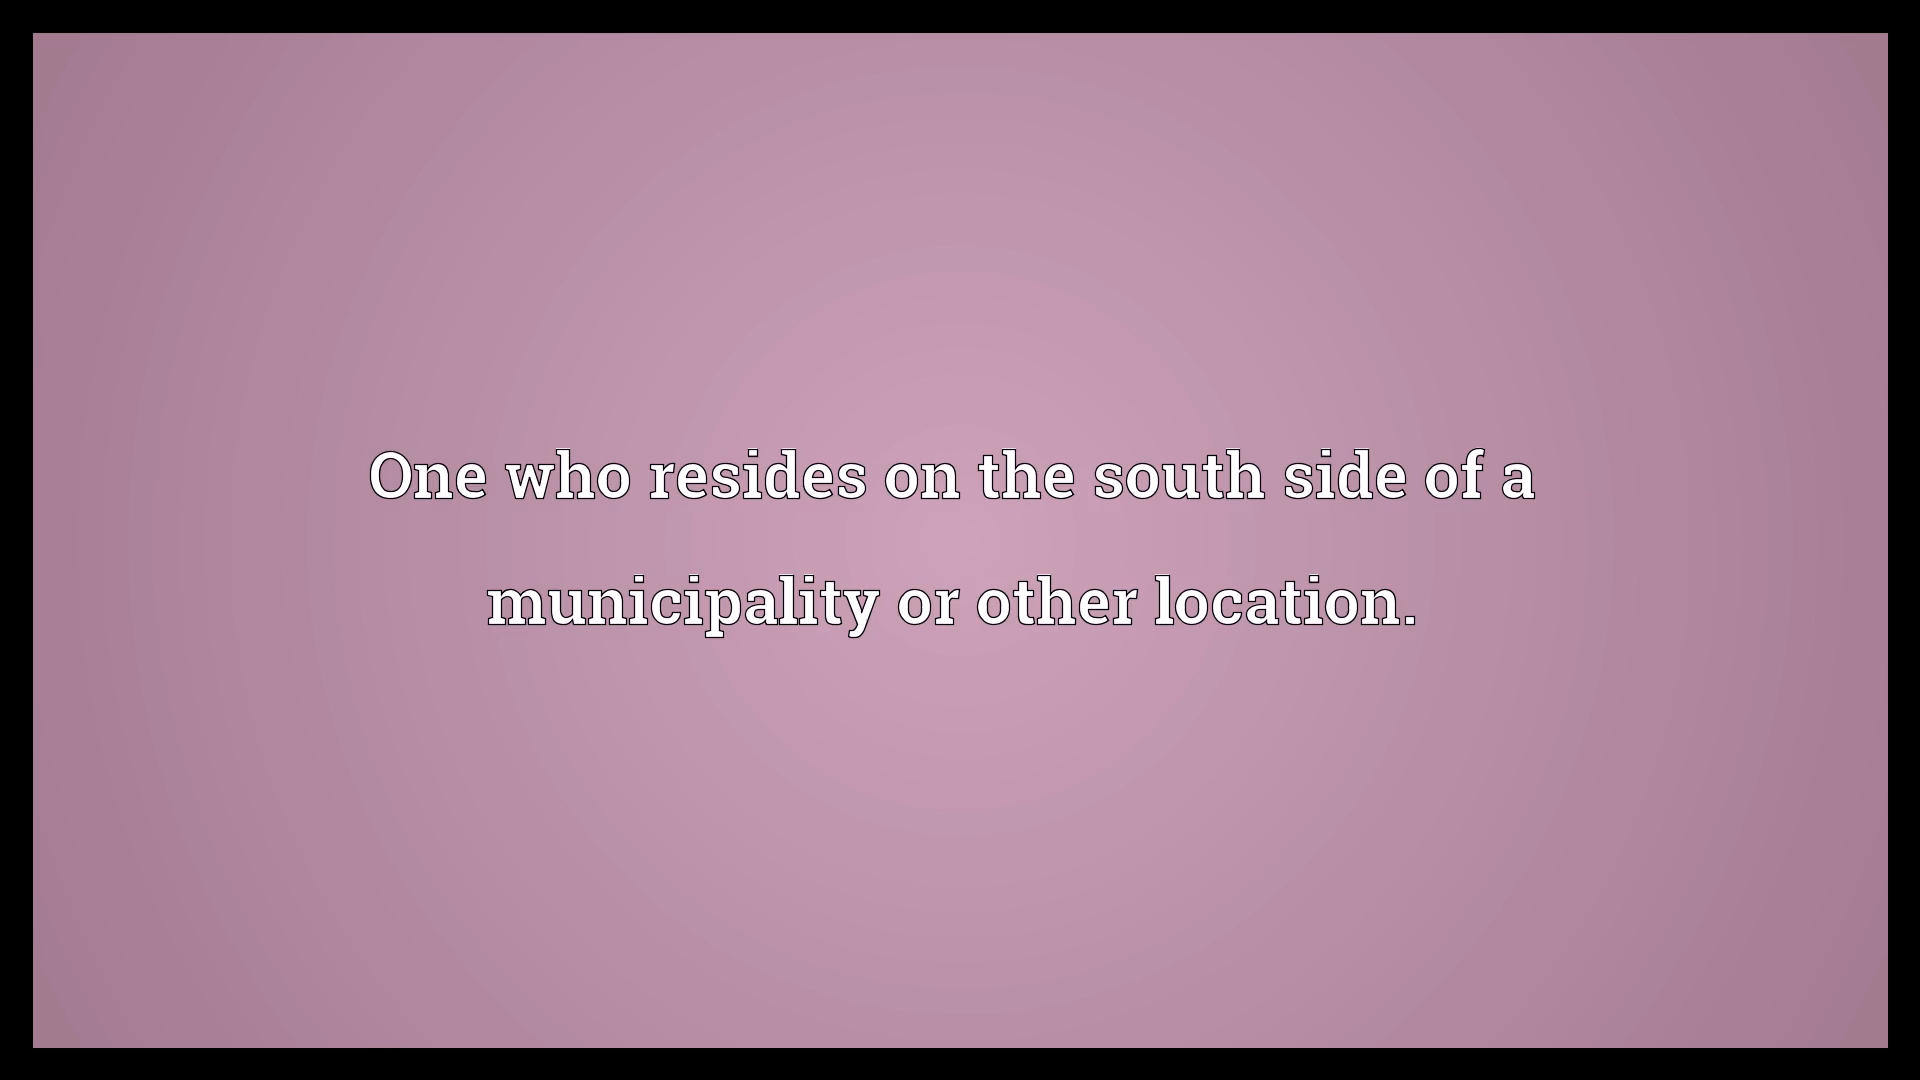 One who resides on the south side of a
municipality or other location.